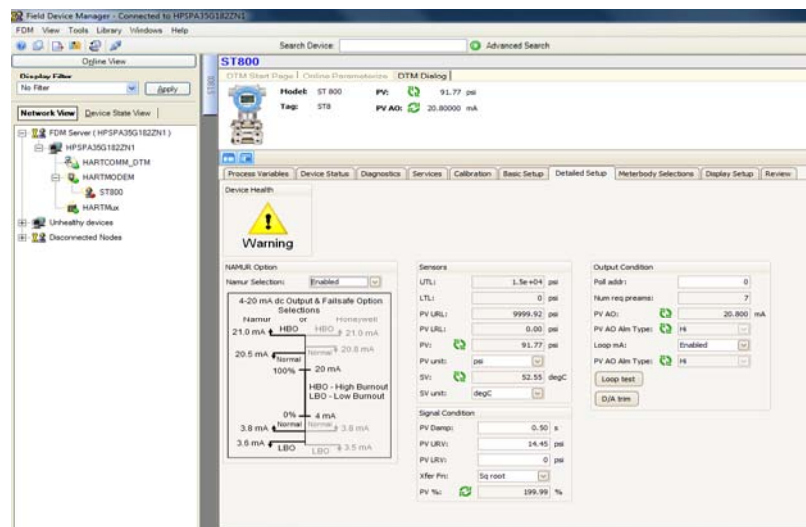 Field Device Manager - Connected to HPSPA35G182ZN1
FDM View Tools Library Windows Help
Search Device: Advanced Search
Online View
Display Filter
No Filter Apply
Network View Device State View
FDM Server ( HPSPA35G182ZN1 )
HPSPA35G182ZN1
HARTCOMM_DTM
HARTMODEM
ST800
HARTMux
Unhealthy devices
Disconnected Nodes
ST800
ST800
DTM Start Page Online Parameterize DTM Dialog
Model: ST 800 PV: 91.77 psi
Tag: ST8 PV AO: 20.80000 mA
Process Variables Device Status Diagnostics Services Calibration Basic Setup Detailed Setup Meterbody Selections Display Setup Review
Device Health
Warning
NAMUR Option
Namur Selection: Enabled
4-20 mA dc Output & Failsafe Option
Selections
Namur or Honeywell
21.0 mA HBO HBO 21.0 mA
20.5 mA Normal Normal 20.8 mA
100% 20 mA
HBO - High Burnout
LBO - Low Burnout
0% 4 mA
3.8 mA Normal Normal 3.8 mA
3.6 mA LBO LBO 3.5 mA
Sensors
UTL: 1.5e+04 psi
LTL: 0 psi
PV URL: 9999.92 psi
PV LRL: 0.00 psi
PV: 91.77 psi
PV unit: psi
SV: 52.55 degC
SV unit: degC
Signal Condition
PV Damp: 0.50 s
PV URV: 14.45 psi
PV LRV: 0 psi
Xfer Fn: Sq root
PV %: 199.99 %
Output Condition
Poll addr: 0
Num req preams: 7
PV AO: 20.800 mA
PV AO Alm Type: Hi
Loop mA: Enabled
PV AO Alm Type: Hi
Loop test
D/A trim